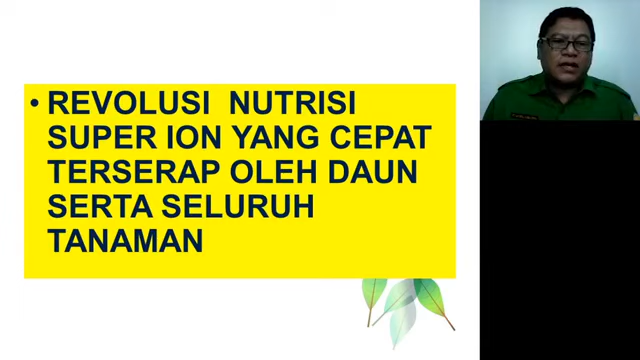 • REVOLUSI NUTRISI
SUPER ION YANG CEPAT
TERSERAP OLEH DAUN
SERTA SELURUH
TANAMAN